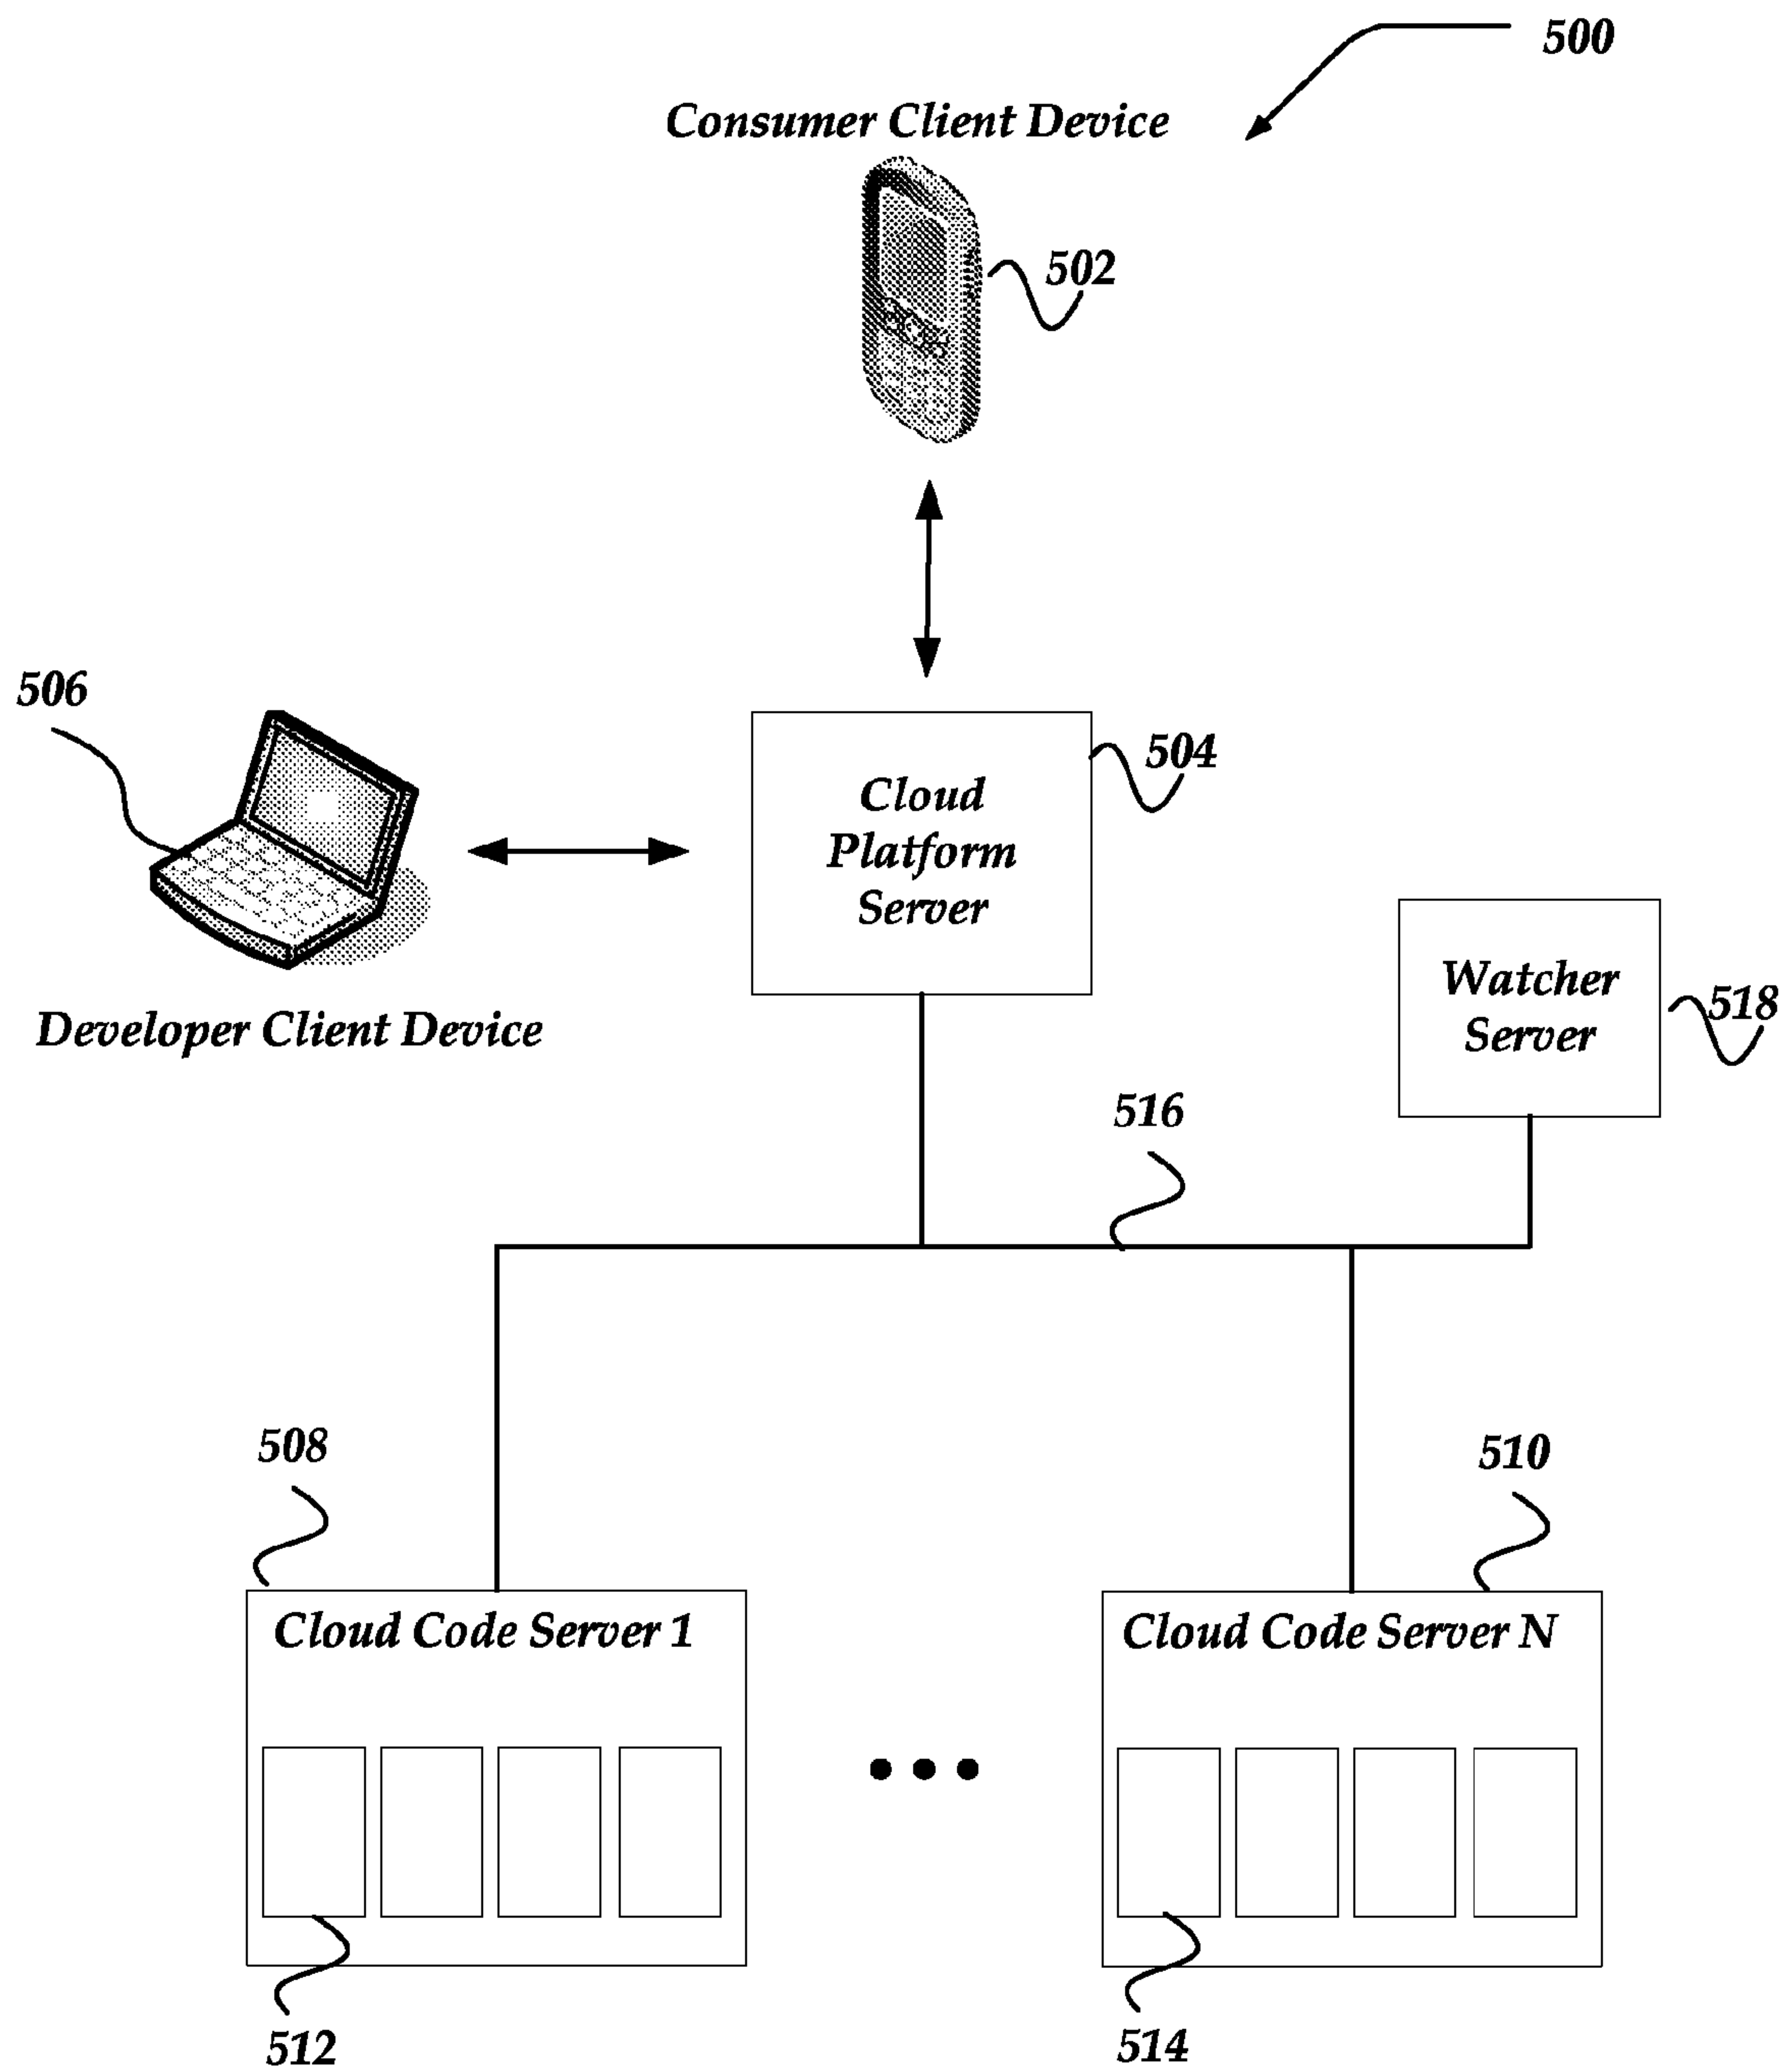 500
Consumer Client Device
502
506
504
Cloud
Platform
Server
Watcher
Server
518
Developer Client Device
516
508
510
Cloud Code Server 1
Cloud Code Server N
512
514